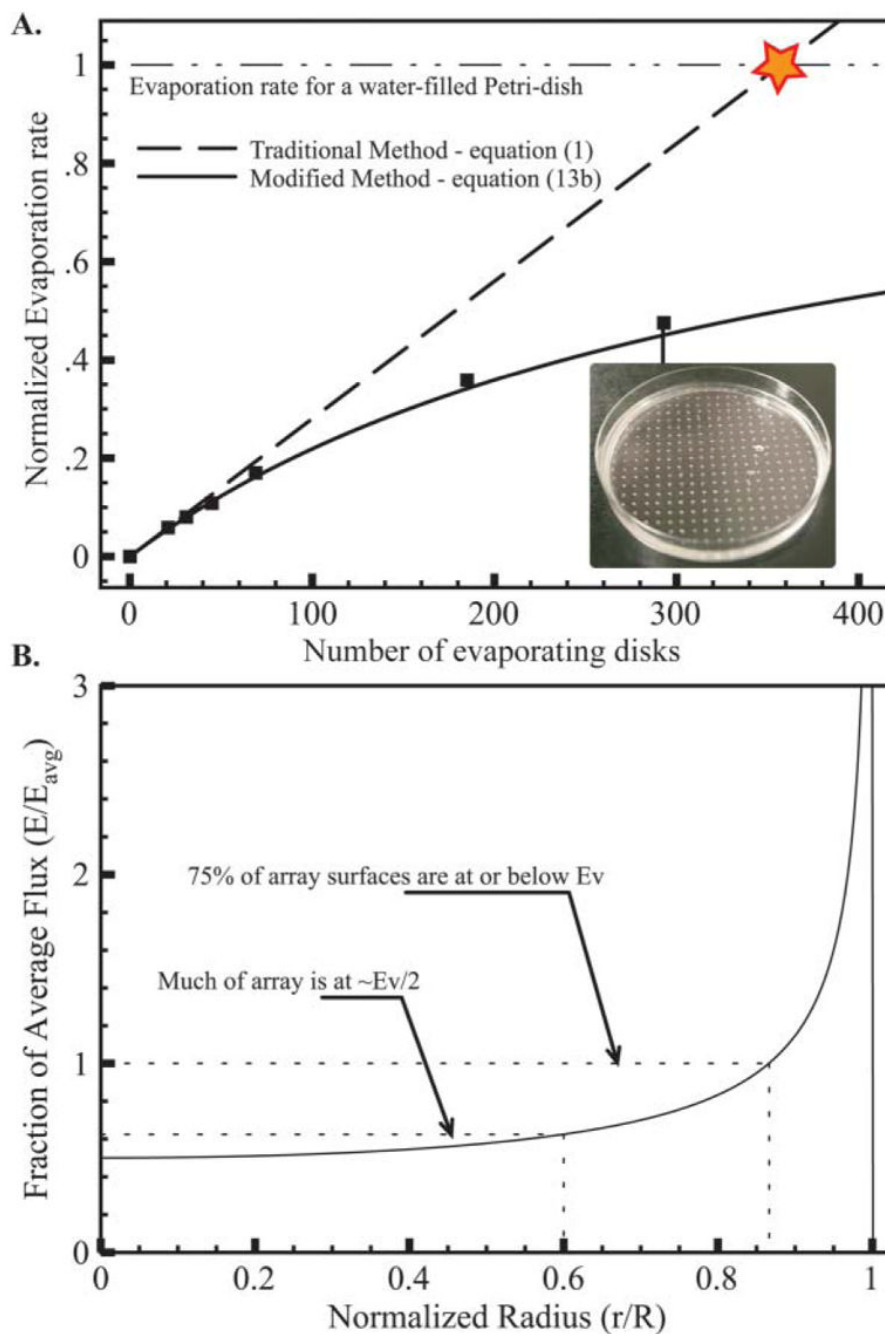 A.
1
.8
.6
.4
.2
0
Normalized Evaporation rate
Evaporation rate for a water-filled Petri-dish
Traditional Method - equation (1)
Modified Method - equation (13b)
0 100 200 300 400
Number of evaporating disks
B.
3
2
1
0
Fraction of Average Flux (E/Eavg)
75% of array surfaces are at or below Ev
Much of array is at ~Ev/2
0 0.2 0.4 0.6 0.8 1
Normalized Radius (r/R)